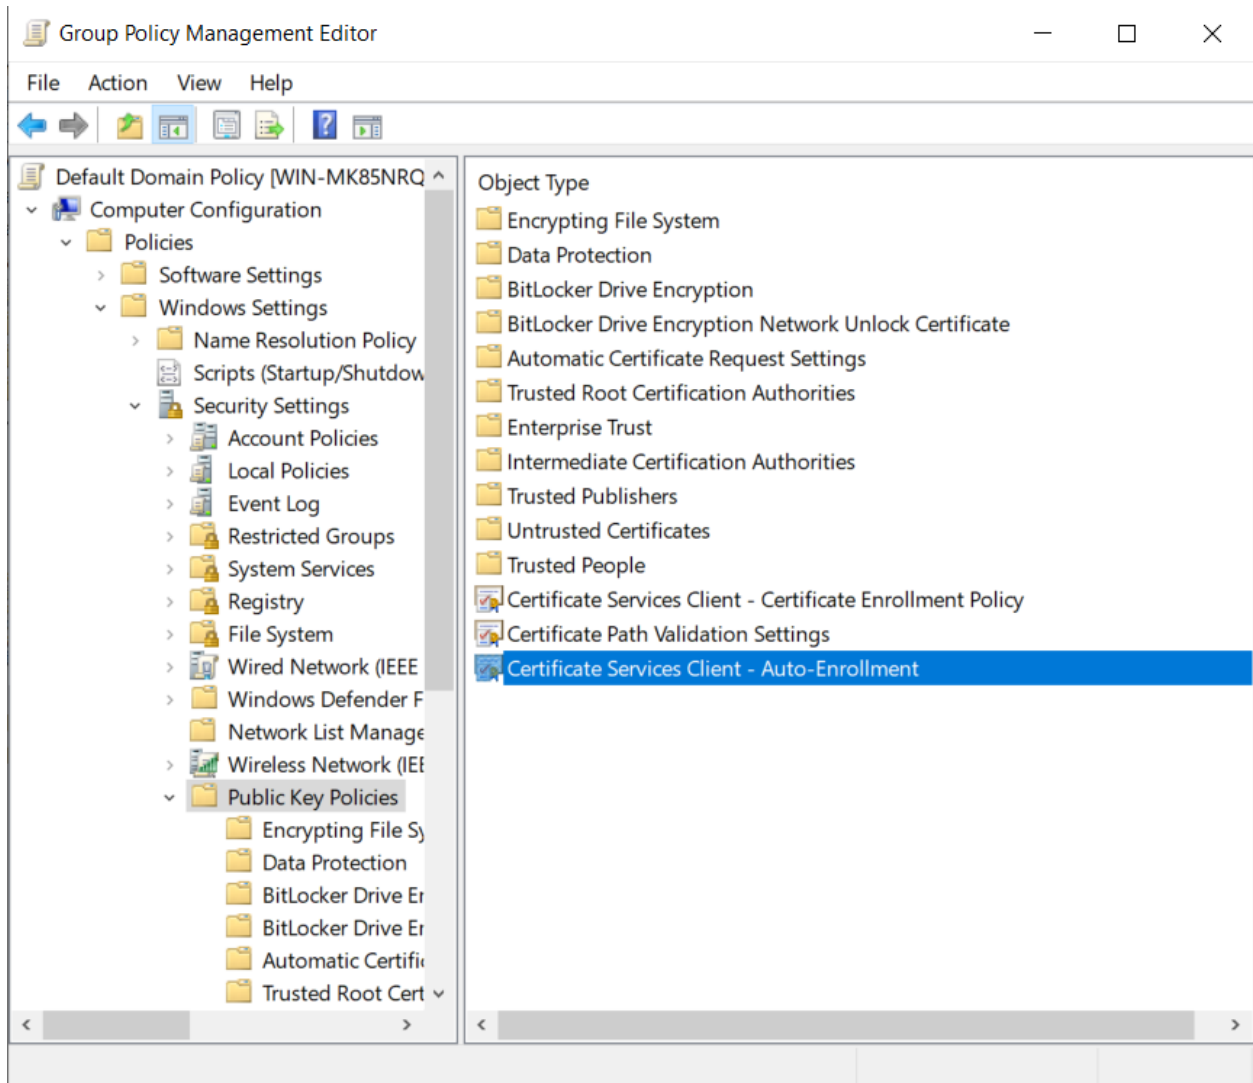 Group Policy Management Editor
File Action View Help
Default Domain Policy [WIN-MK85NRQ
Computer Configuration
Policies
Software Settings
Windows Settings
Name Resolution Policy
Scripts (Startup/Shutdow
Security Settings
Account Policies
Local Policies
Event Log
Restricted Groups
System Services
Registry
File System
Wired Network (IEEE
Windows Defender F
Network List Manage
Wireless Network (IEE
Public Key Policies
Encrypting File Sy
Data Protection
BitLocker Drive Er
BitLocker Drive Er
Automatic Certific
Trusted Root Cert
Object Type
Encrypting File System
Data Protection
BitLocker Drive Encryption
BitLocker Drive Encryption Network Unlock Certificate
Automatic Certificate Request Settings
Trusted Root Certification Authorities
Enterprise Trust
Intermediate Certification Authorities
Trusted Publishers
Untrusted Certificates
Trusted People
Certificate Services Client - Certificate Enrollment Policy
Certificate Path Validation Settings
Certificate Services Client - Auto-Enrollment